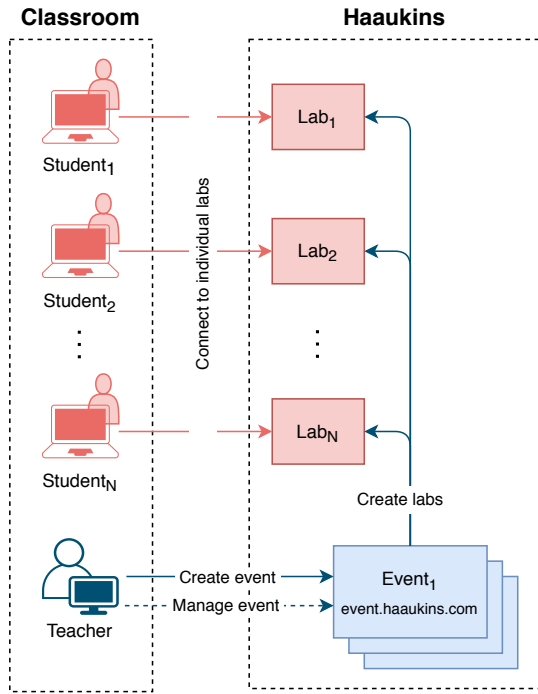 Classroom
Haaukins
Student1
Lab1
Connect to individual labs
Student2
Lab2
StudentN
LabN
Create labs
Teacher
Create event
Manage event
Event1
event.haaukins.com